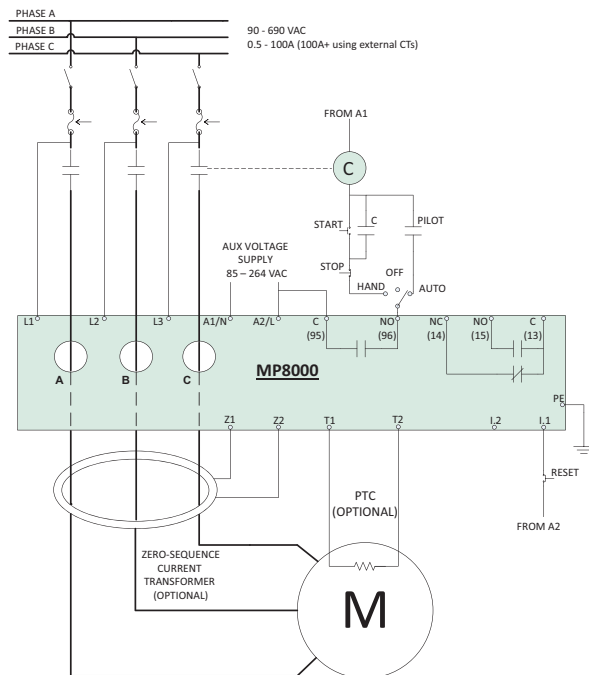 PHASE A
PHASE B
PHASE C
90 - 690 VAC
0.5 - 100A (100A+ using external CTs)
FROM A1
C
START
C
PILOT
STOP
OFF
HAND
AUTO
AUX VOLTAGE
SUPPLY
85 – 264 VAC
L1
L2
L3
A1/N
A2/L
C
(95)
NO
(96)
NC
(14)
NO
(15)
C
(13)
A
B
C
MP8000
PE
Z1
Z2
T1
T2
I.2
I.1
RESET
FROM A2
PTC
(OPTIONAL)
ZERO-SEQUENCE
CURRENT
TRANSFORMER
(OPTIONAL)
M